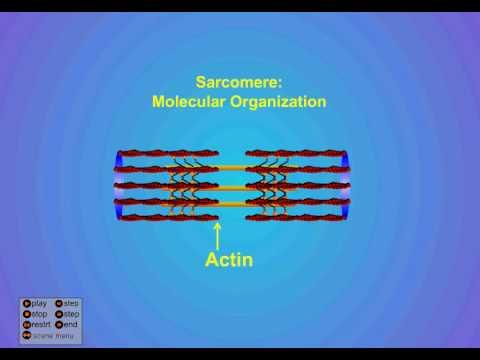 Sarcomere:
Molecular Organization
Actin
play step
stop step
restrt end
scene menu